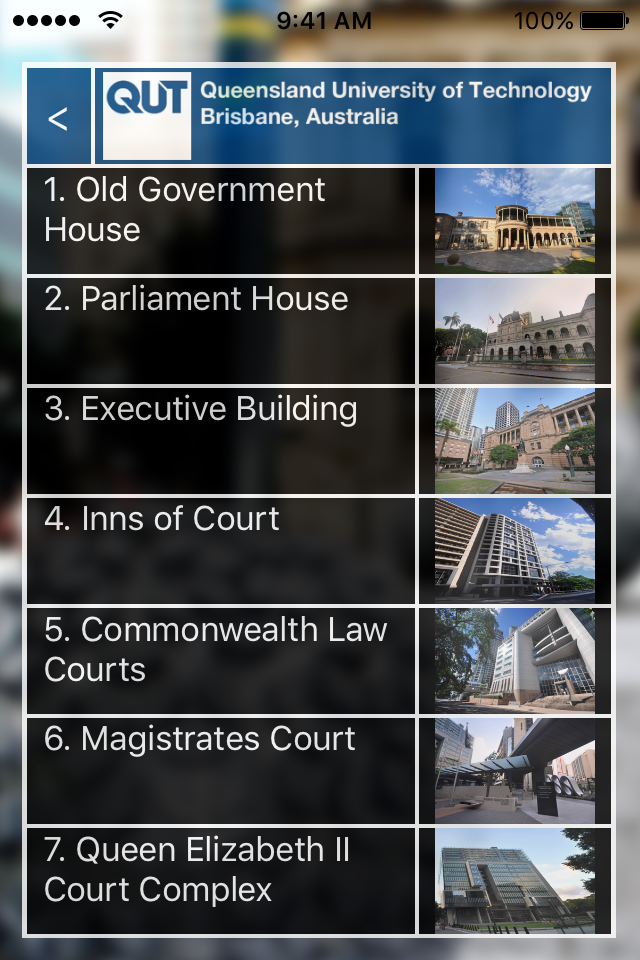 9:41 AM
100%
<
QUT
Queensland University of Technology
Brisbane, Australia
1. Old Government
House
2. Parliament House
3. Executive Building
4. Inns of Court
5. Commonwealth Law
Courts
6. Magistrates Court
7. Queen Elizabeth II
Court Complex